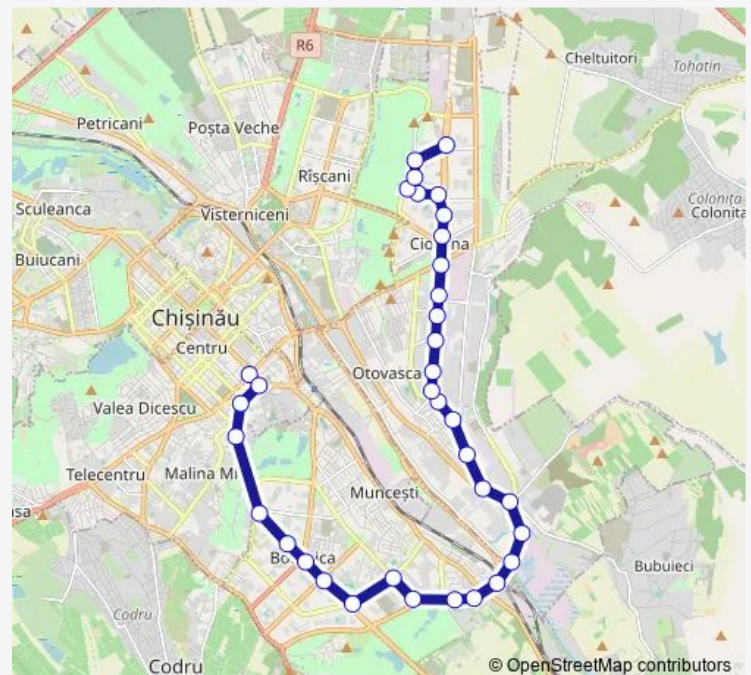 R6
Cheltuitori
Tohatin
Petricani
Poșta Veche
Rîșcani
Sculeanca
Visterniceni
Colonița
Colonița
Buiucani
Chișinău
Centru
Otovasca
Valea Dicescu
Telecentru
Malina Mi
Muncești
Bubuieci
Codru
Codru
© OpenStreetMap contributors